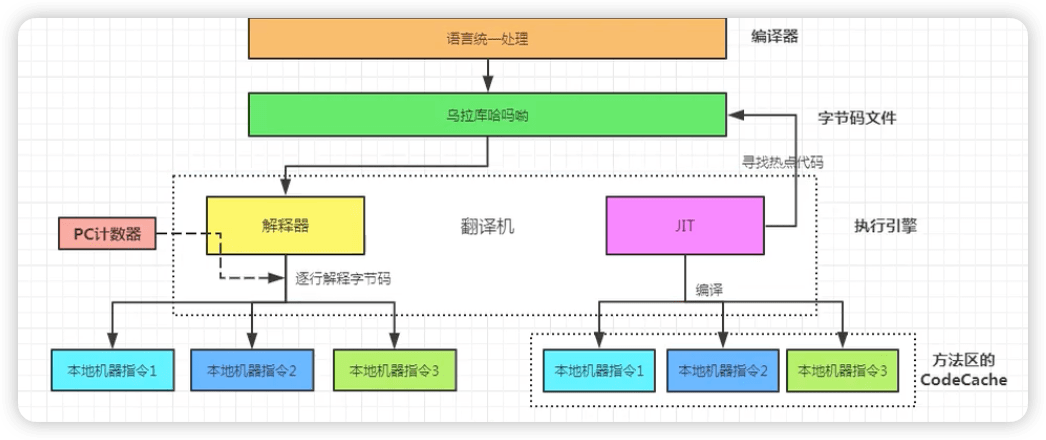 语言统一处理
编译器
乌拉库哈吗哟
字节码文件
寻找热点代码
PC计数器
解释器
翻译机
JIT
执行引擎
逐行解释字节码
编译
本地机器指令1
本地机器指令2
本地机器指令3
本地机器指令1
本地机器指令2
本地机器指令3
方法区的
CodeCache